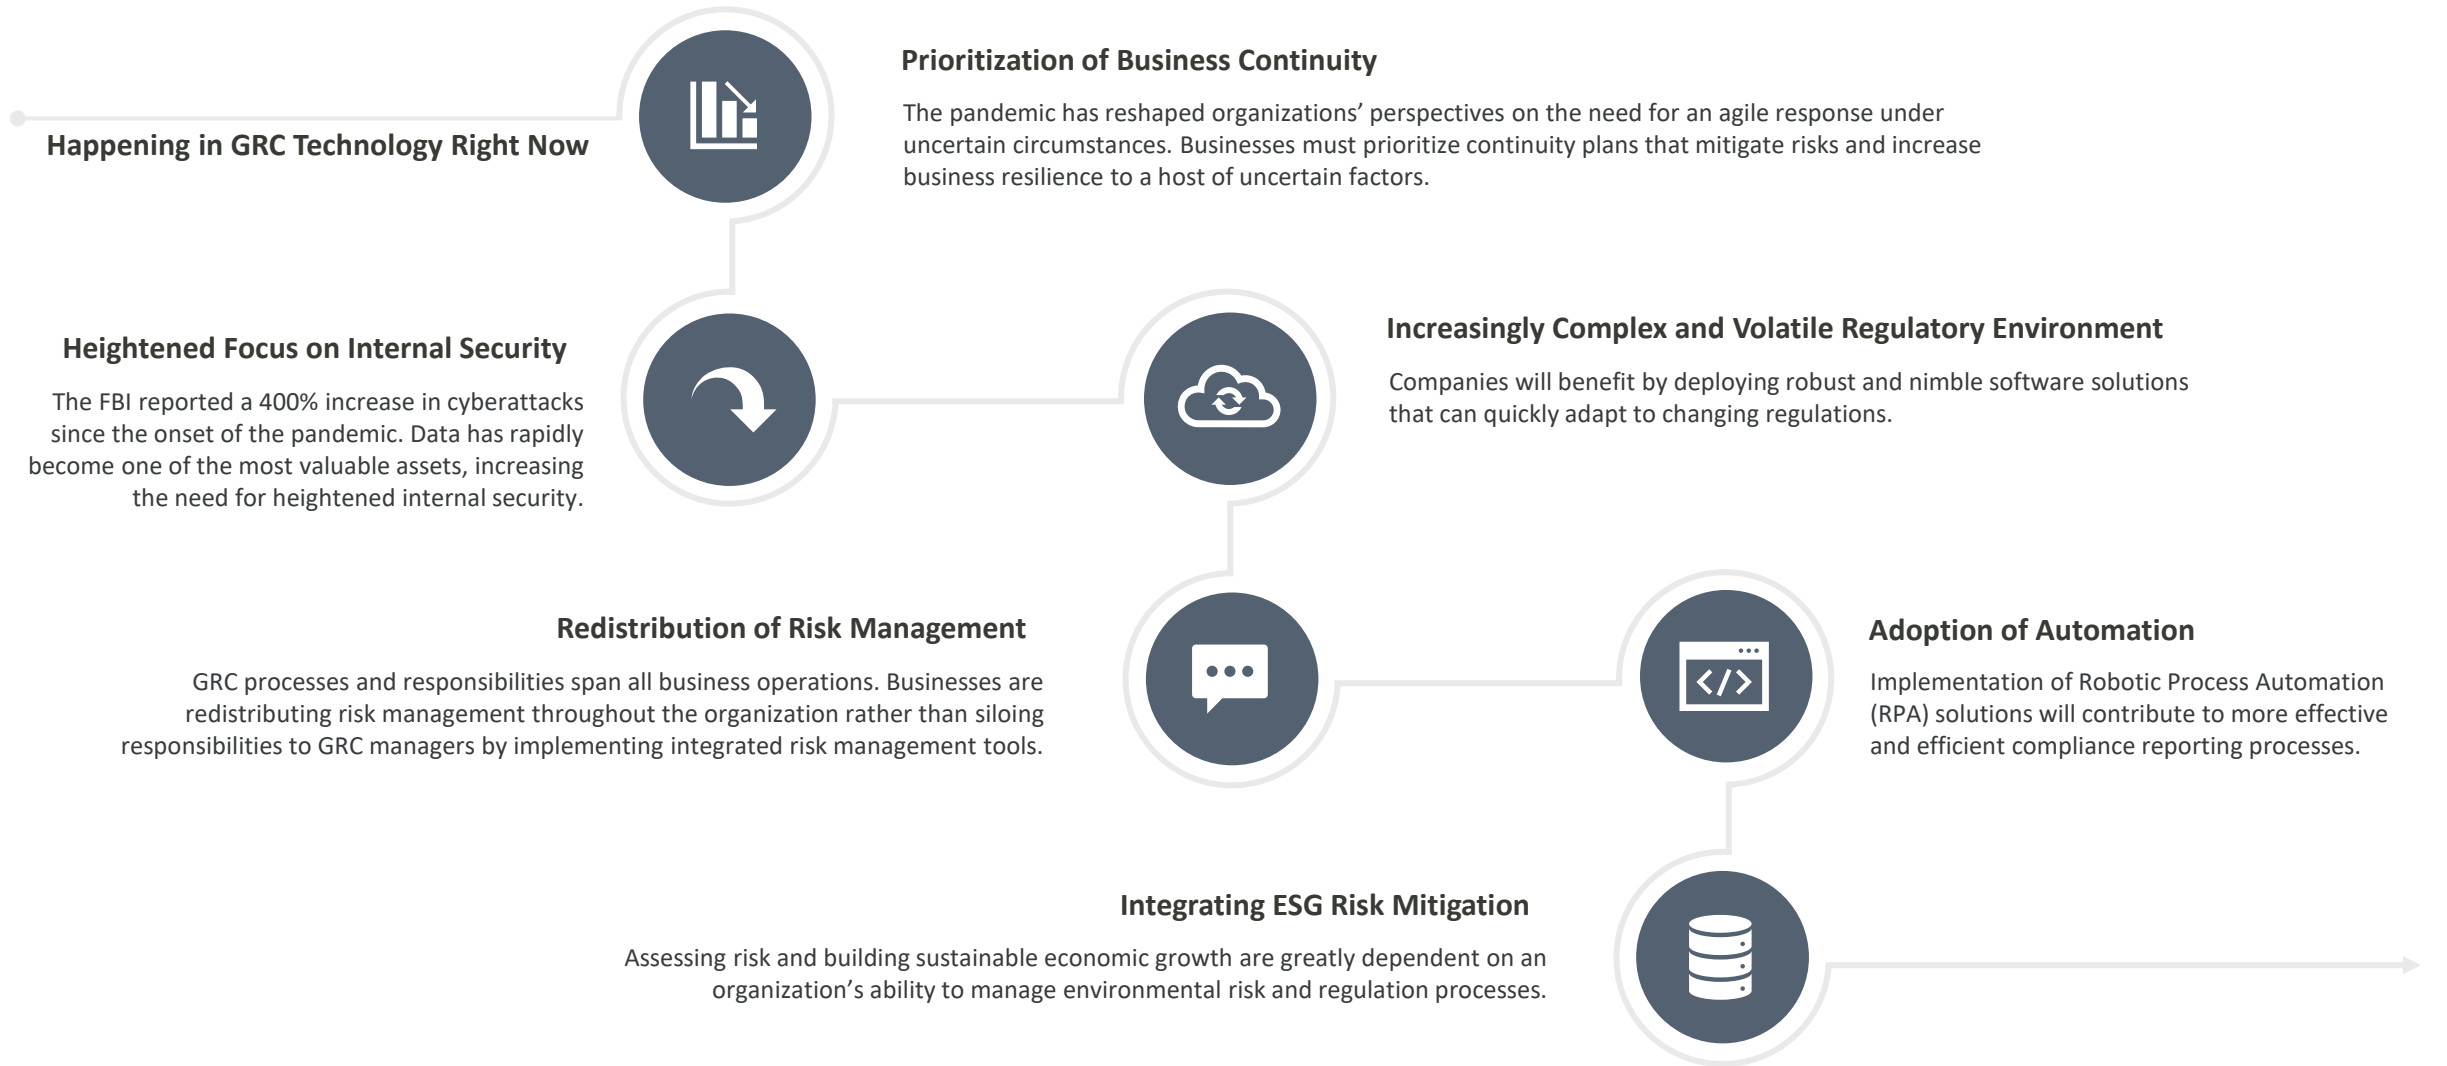 Happening in GRC Technology Right Now
Prioritization of Business Continuity
The pandemic has reshaped organizations’ perspectives on the need for an agile response under
uncertain circumstances. Businesses must prioritize continuity plans that mitigate risks and increase
business resilience to a host of uncertain factors.
Heightened Focus on Internal Security
The FBI reported a 400% increase in cyberattacks
since the onset of the pandemic. Data has rapidly
become one of the most valuable assets, increasing
the need for heightened internal security.
Increasingly Complex and Volatile Regulatory Environment
Companies will benefit by deploying robust and nimble software solutions
that can quickly adapt to changing regulations.
Redistribution of Risk Management
GRC processes and responsibilities span all business operations. Businesses are
redistributing risk management throughout the organization rather than siloing
responsibilities to GRC managers by implementing integrated risk management tools.
Adoption of Automation
Implementation of Robotic Process Automation
(RPA) solutions will contribute to more effective
and efficient compliance reporting processes.
Integrating ESG Risk Mitigation
Assessing risk and building sustainable economic growth are greatly dependent on an
organization’s ability to manage environmental risk and regulation processes.